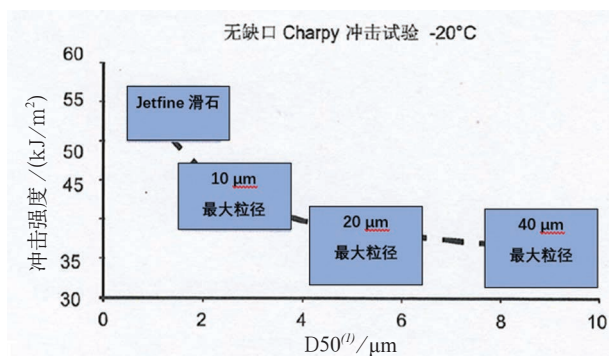 无缺口 Charpy 冲击试验 -20°C
冲击强度/(kJ/m²)
60
55
50
45
35
30
Jetfine 滑石
10 μm
最大粒径
20 μm
最大粒径
40 μm
最大粒径
0
2
4
6
8
10
D50⁽¹⁾/μm